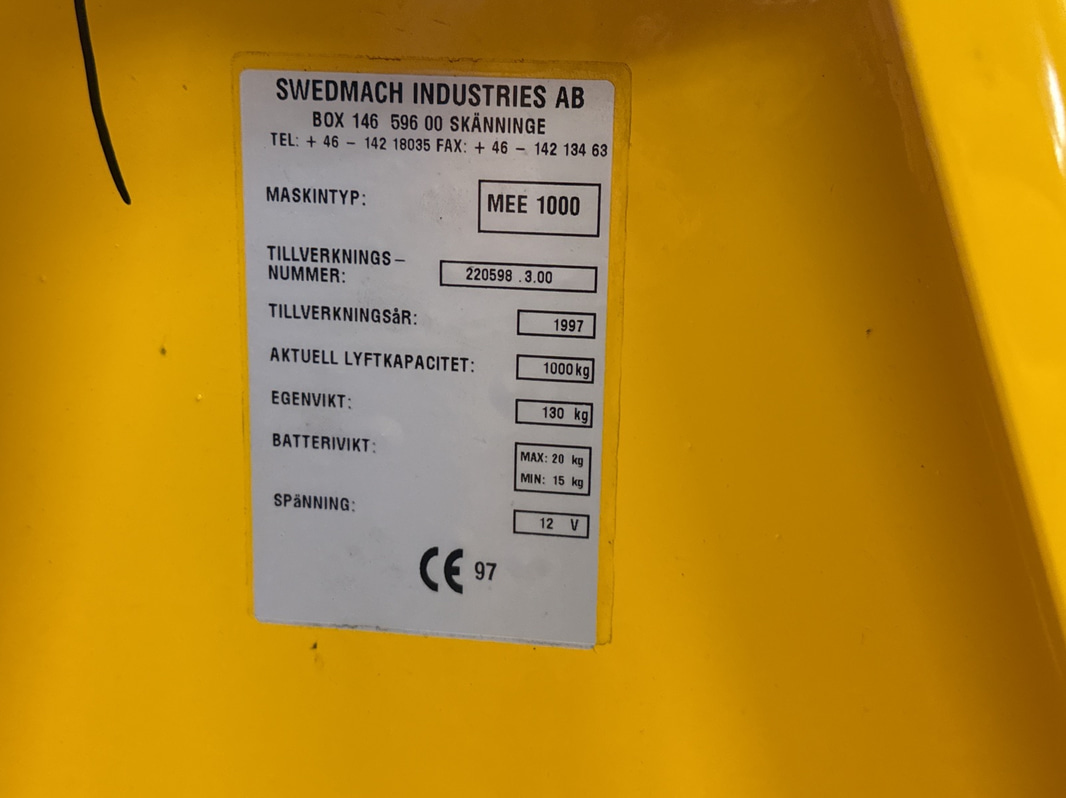 SWEDMACH INDUSTRIES AB
BOX 146 596 00 SKÄNNINGE
TEL: + 46 – 142 18035 FAX: + 46 – 142 134 63
MASKINTYP: MEE 1000
TILLVERKNINGS–
NUMMER: 220598 .3.00
TILLVERKNINGSåR: 1997
AKTUELL LYFTKAPACITET: 1000 kg
EGENVIKT: 130 kg
BATTERIVIKT: MAX: 20 kg
MIN: 15 kg
SPäNNING: 12 V
CE 97